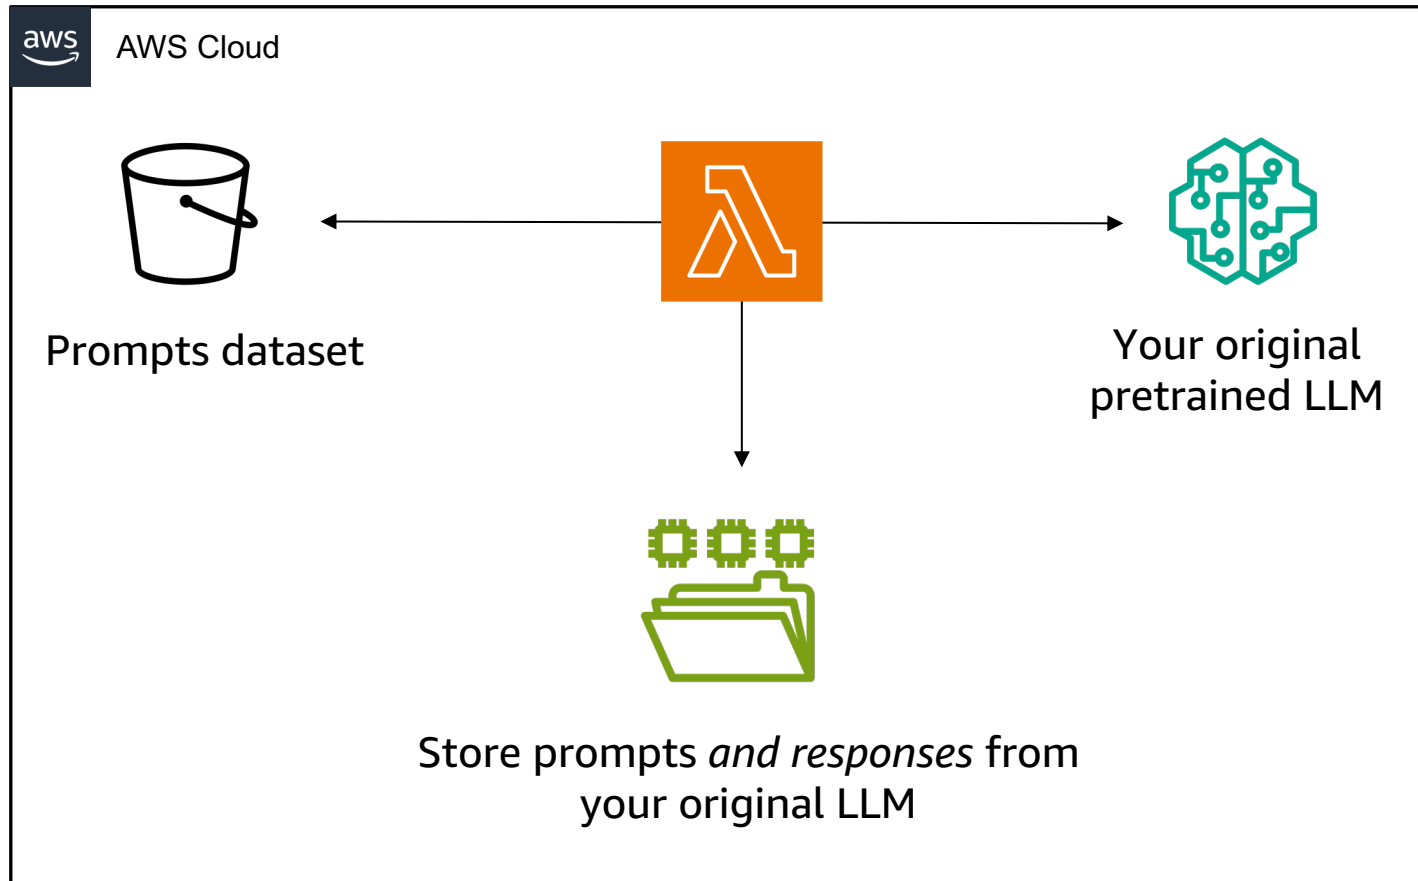 aws
AWS Cloud
Prompts dataset
Your original
pretrained LLM
Store prompts and responses from
your original LLM